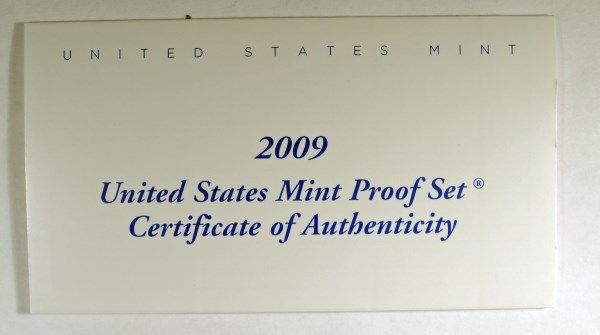 UNITED STATES MINT
2009
United States Mint Proof Set®
Certificate of Authenticity